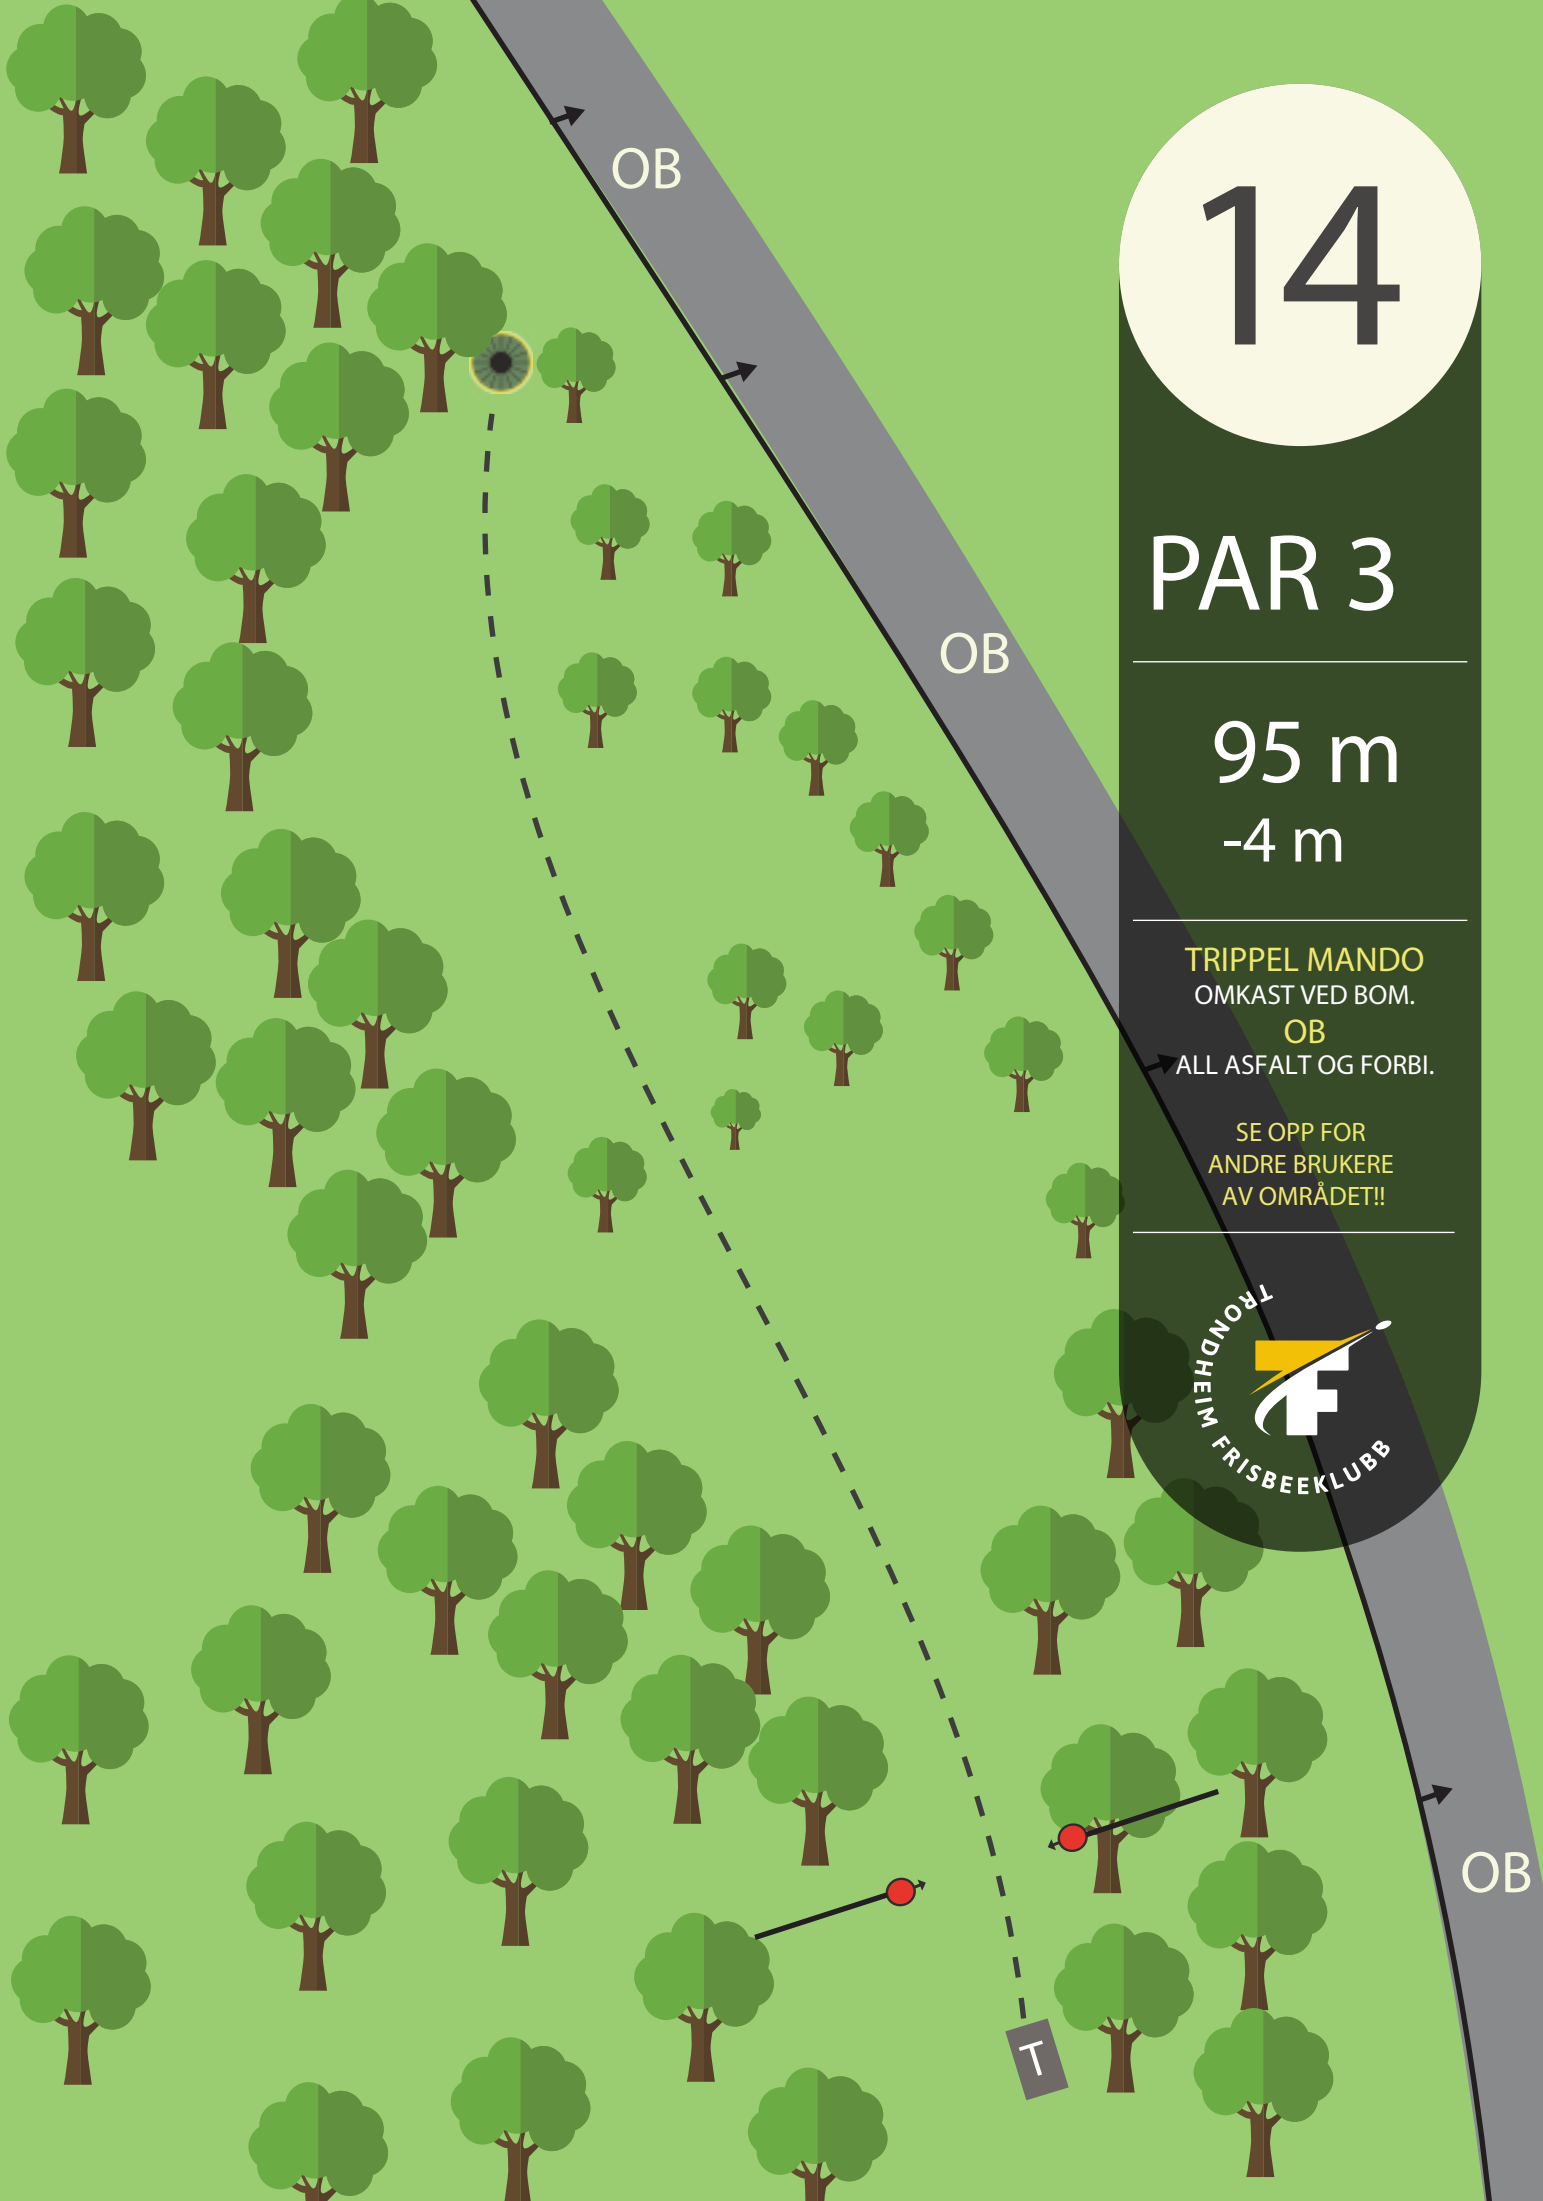 OB
14
PAR 3
OB
95 m
-4 m
TRIPPEL MANDO
OMKAST VED BOM.
OB
ALL ASFALT OG FORBI.
SE OPP FOR
ANDRE BRUKERE
AV OMRÅDET!!
TRONDHEIM FRISBEEKLUBB
TF
OB
T